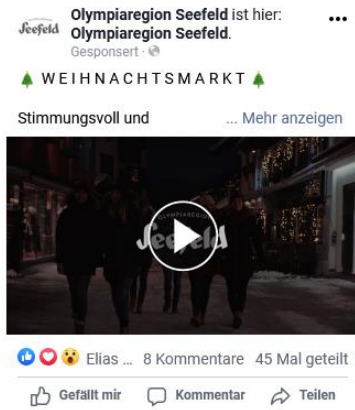 Seefeld
Olympiaregion Seefeld ist hier:
Olympiaregion Seefeld.
Gesponsert ·
WEIHNACHTSMARKT
Stimmungsvoll und ... Mehr anzeigen
OLYMPIAREGION
Seefeld
Elias ... 8 Kommentare 45 Mal geteilt
Gefällt mir Kommentar Teilen